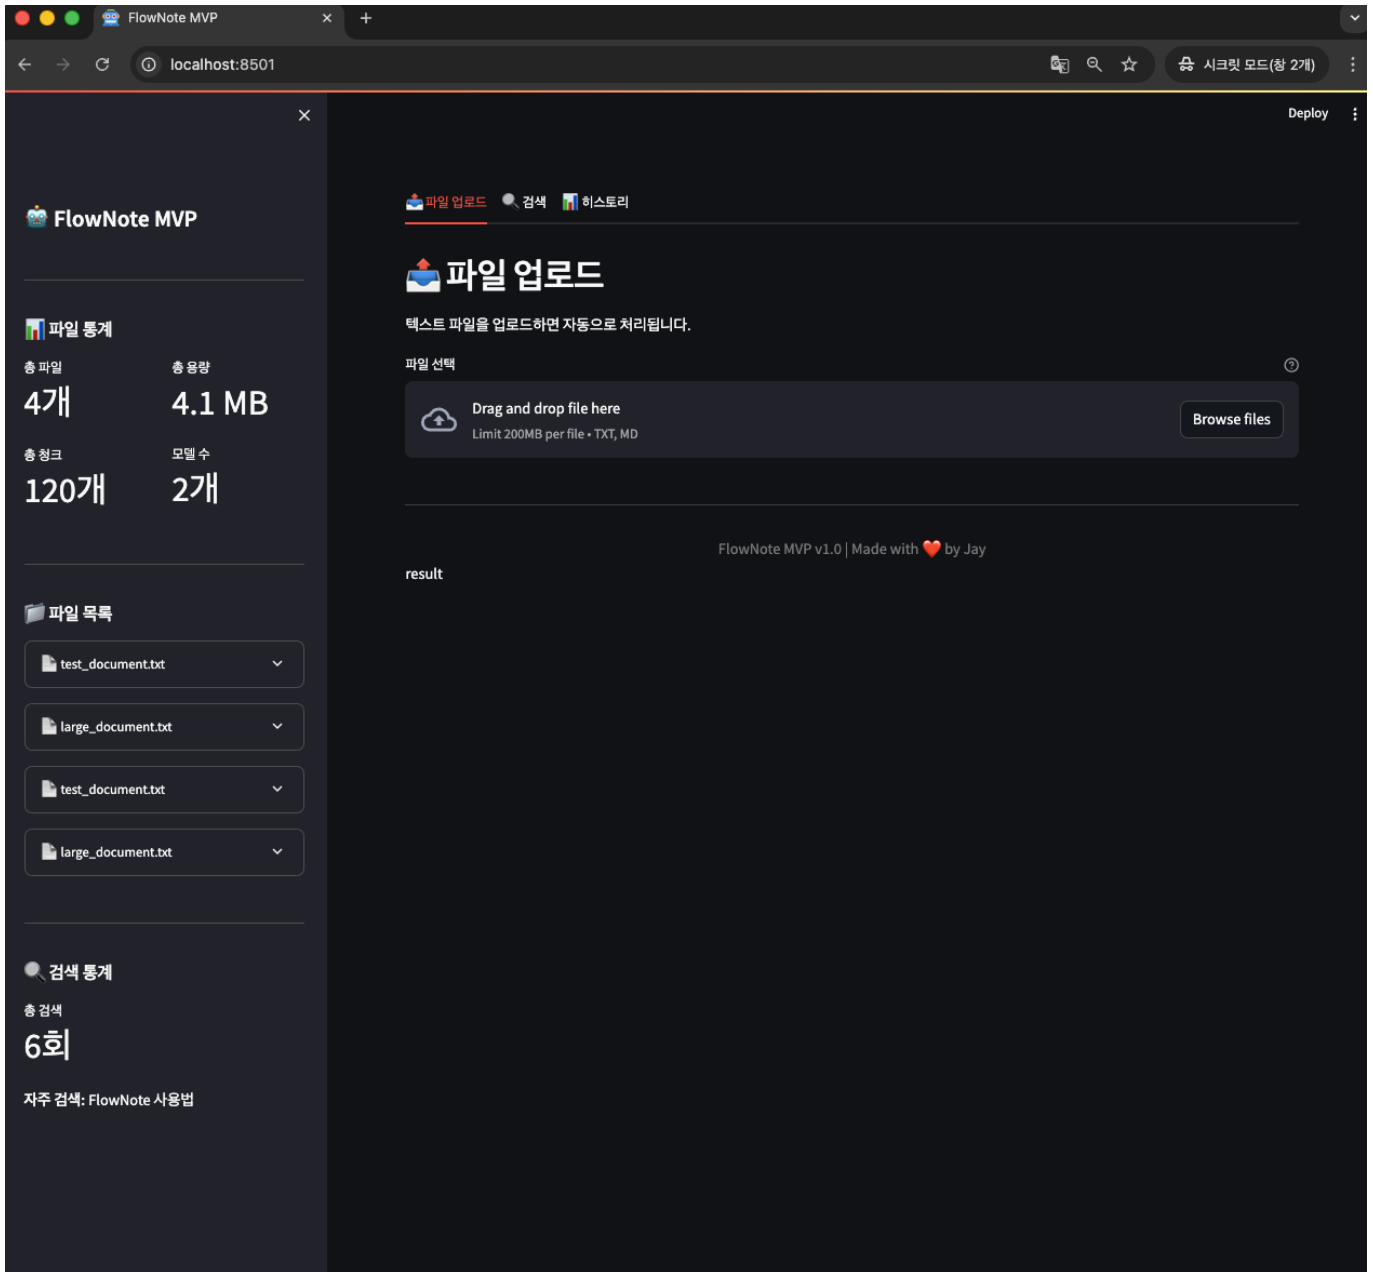 FlowNote MVP
localhost:8501
시크릿 모드(창 2개)
Deploy
FlowNote MVP
파일 통계
총 파일
총 용량
4개
4.1 MB
총 청크
모델 수
120개
2개
파일 목록
test_document.txt
large_document.txt
test_document.txt
large_document.txt
검색 통계
총 검색
6회
자주 검색: FlowNote 사용법
파일 업로드 검색 히스토리
파일 업로드
텍스트 파일을 업로드하면 자동으로 처리됩니다.
파일 선택
Drag and drop file here
Limit 200MB per file • TXT, MD
Browse files
FlowNote MVP v1.0 | Made with ❤️ by Jay
result